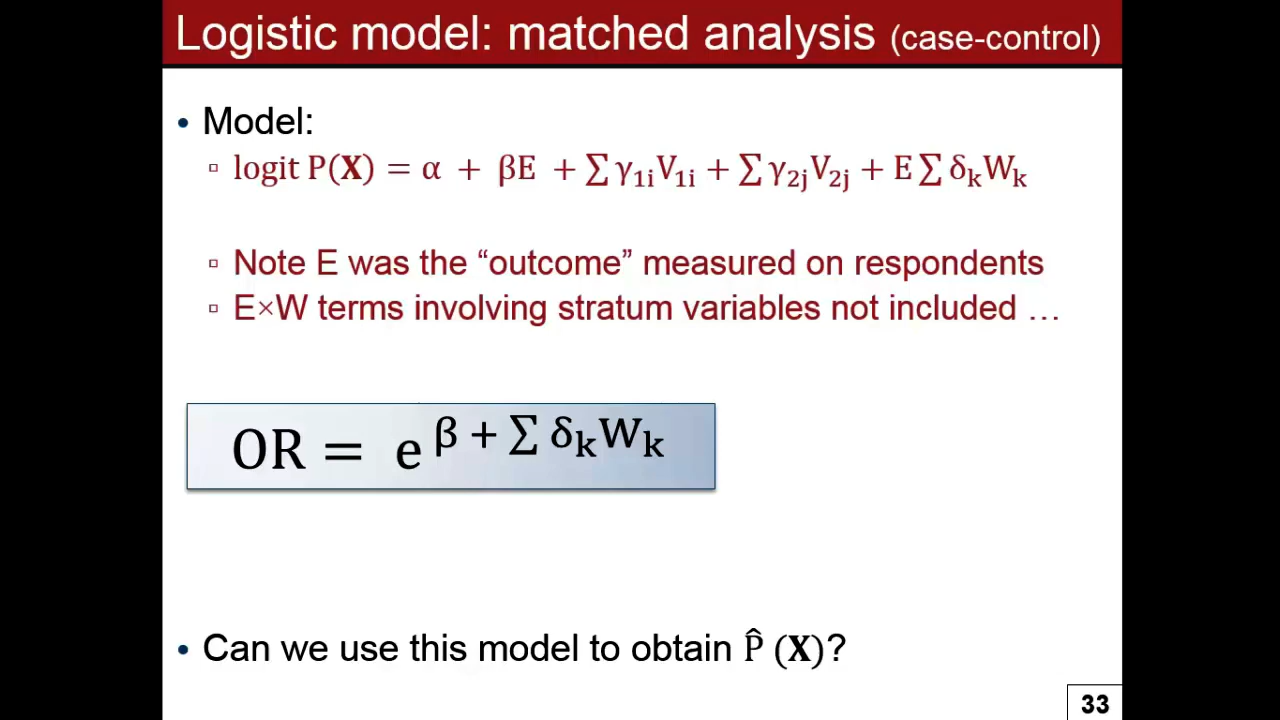 Logistic model: matched analysis (case-control)
• Model:
▫ logit P(X) = α + βE + ∑ γ₁ᵢV₁ᵢ + ∑ γ₂ⱼV₂ⱼ + E ∑ δₖWₖ
▫ Note E was the “outcome” measured on respondents
▫ E×W terms involving stratum variables not included …
OR = e^(β + ∑ δₖWₖ)
• Can we use this model to obtain P̂ (X)?
33